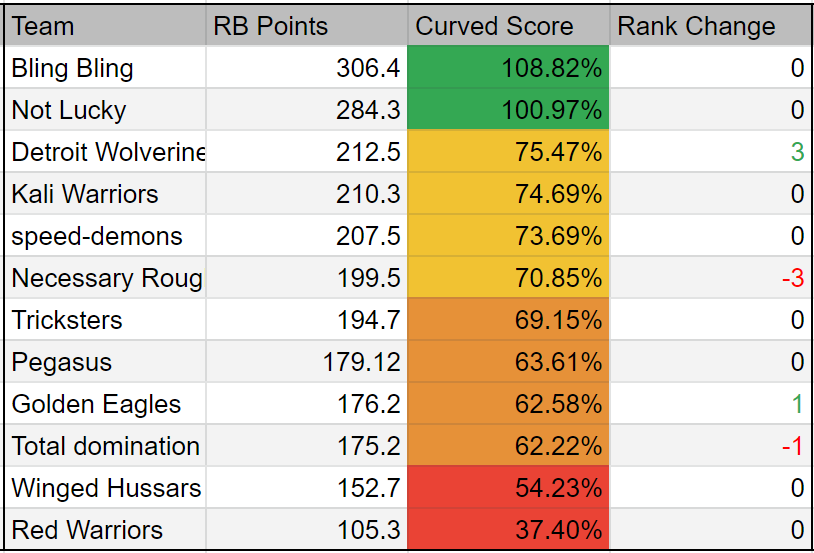 Team RB Points Curved Score Rank Change
Bling Bling 306.4 108.82% 0
Not Lucky 284.3 100.97% 0
Detroit Wolverine 212.5 75.47% 3
Kali Warriors 210.3 74.69% 0
speed-demons 207.5 73.69% 0
Necessary Roug 199.5 70.85% -3
Tricksters 194.7 69.15% 0
Pegasus 179.12 63.61% 0
Golden Eagles 176.2 62.58% 1
Total domination 175.2 62.22% -1
Winged Hussars 152.7 54.23% 0
Red Warriors 105.3 37.40% 0